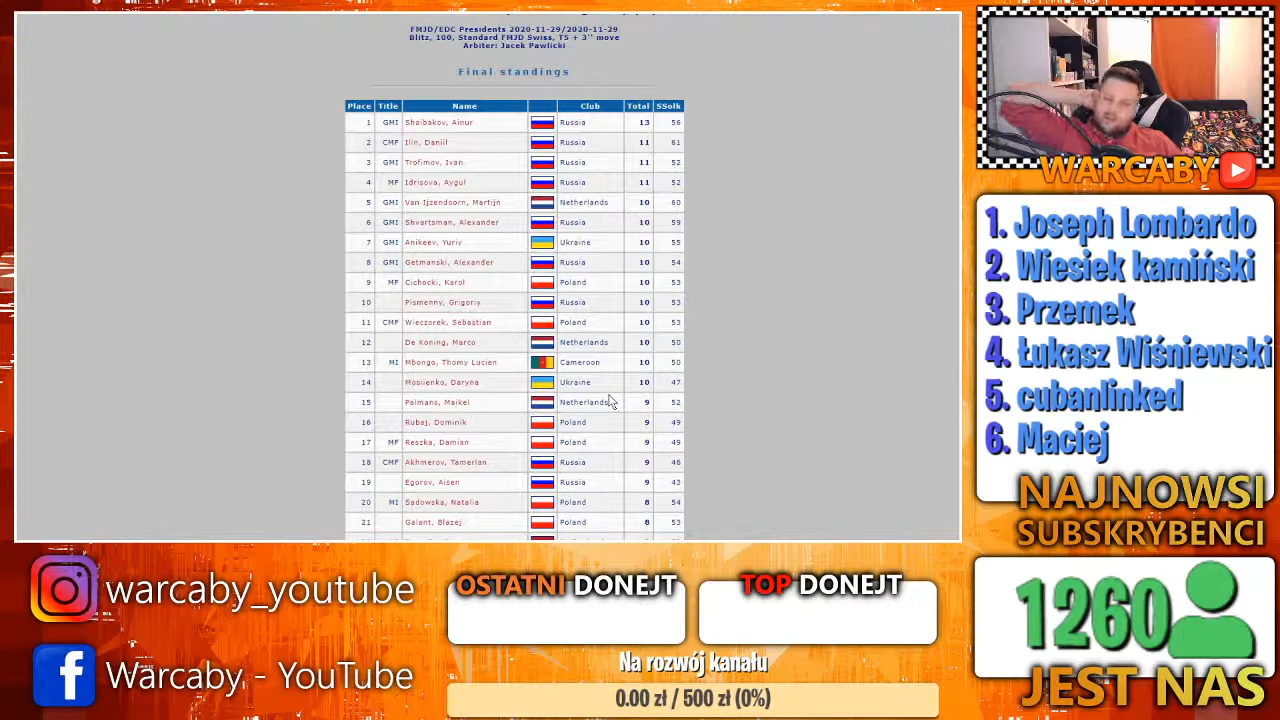 FMJD/EDC Presidents 2020-11-29/2020-11-29
Blitz, 100, Standard FMJD Swiss, T5 + 3'' move
Arbiter: Jacek Pawlicki
Final standings
Place Title Name Club Total SSolk
1 GMI Shaibakov, Ainur Russia 13 56
2 CMF Ilin, Daniil Russia 11 61
3 GMI Trofimov, Ivan Russia 11 52
4 MF Idrisova, Aygul Russia 11 52
5 GMI Van Ijzendoorn, Martijn Netherlands 10 60
6 GMI Shvartsman, Alexander Russia 10 59
7 GMI Anikeev, Yuriy Ukraine 10 55
8 GMI Getmanski, Alexander Russia 10 54
9 MF Cichocki, Karol Poland 10 53
10 Pismenny, Grigoriy Russia 10 53
11 CMF Wieczorek, Sebastian Poland 10 53
12 De Koning, Marco Netherlands 10 50
13 MI Mbongo, Thomy Lucien Cameroon 10 50
14 Mosiienko, Daryna Ukraine 10 47
15 Pelmans, Maikel Netherlands 9 52
16 Rubaj, Dominik Poland 9 49
17 MF Reszka, Damian Poland 9 49
18 CMF Akhmerov, Tamerlan Russia 9 46
19 Egorov, Aisen Russia 9 43
20 MI Sadowska, Natalia Poland 8 54
21 Galant, Blazej Poland 8 53
WARCABY
1. Joseph Lombardo
2. Wiesiek kamiński
3. Przemek
4. Łukasz Wiśniewski
5. cubanlinked
6. Maciej
NAJNOWSI
SUBSKRYBENCI
1260
JEST NAS
warcaby_youtube
Warcaby - YouTube
OSTATNI DONEJT
TOP DONEJT
Na rozwój kanału
0.00 zł / 500 zł (0%)